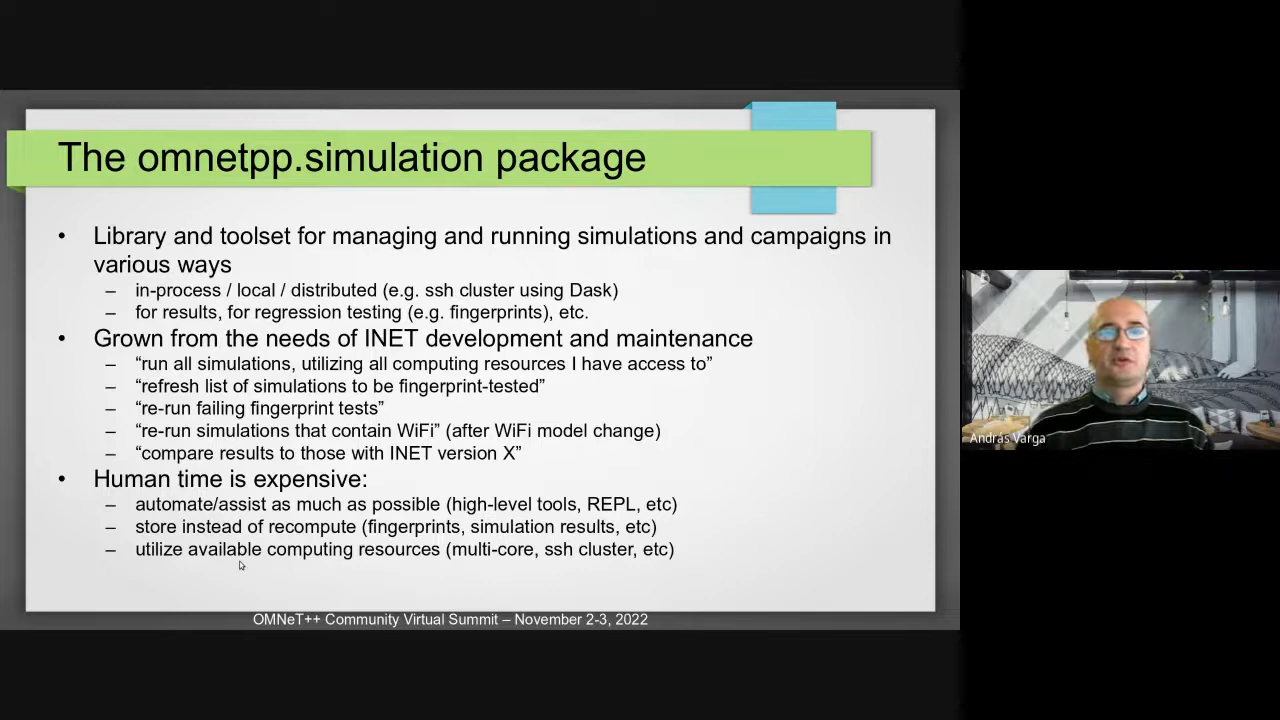 The omnetpp.simulation package
• Library and toolset for managing and running simulations and campaigns in
various ways
– in-process / local / distributed (e.g. ssh cluster using Dask)
– for results, for regression testing (e.g. fingerprints), etc.
• Grown from the needs of INET development and maintenance
– “run all simulations, utilizing all computing resources I have access to”
– “refresh list of simulations to be fingerprint-tested”
– “re-run failing fingerprint tests”
– “re-run simulations that contain WiFi” (after WiFi model change)
– “compare results to those with INET version X”
• Human time is expensive:
– automate/assist as much as possible (high-level tools, REPL, etc)
– store instead of recompute (fingerprints, simulation results, etc)
– utilize available computing resources (multi-core, ssh cluster, etc)
OMNeT++ Community Virtual Summit – November 2-3, 2022
András Varga